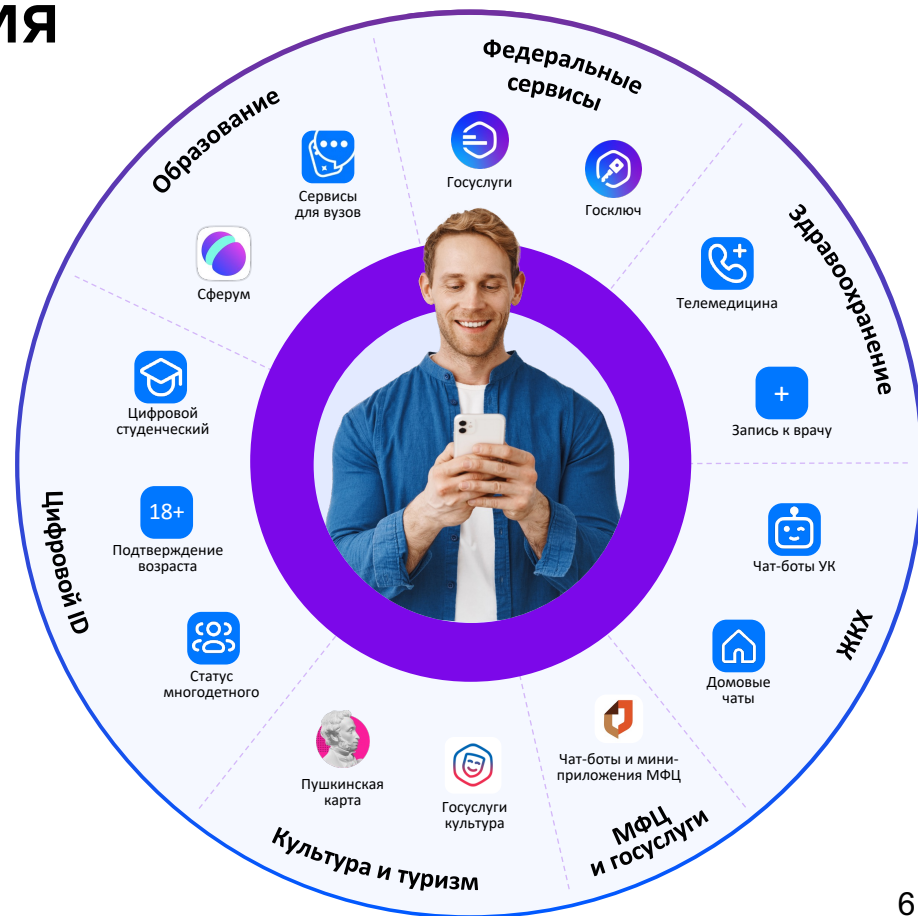 ия
Федеральные
сервисы
Госуслуги
Госключ
Здравоохранение
Телемедицина
+
Запись к врачу
ЖКХ
Чат-боты УК
Домовые
чаты
МФЦ
и госуслуги
Чат-боты и мини-
приложения МФЦ
Культура и туризм
Госуслуги
культура
Пушкинская
карта
Цифровой ID
Статус
многодетного
18+
Подтверждение
возраста
Цифровой
студенческий
Образование
Сферум
Сервисы
для вузов
6